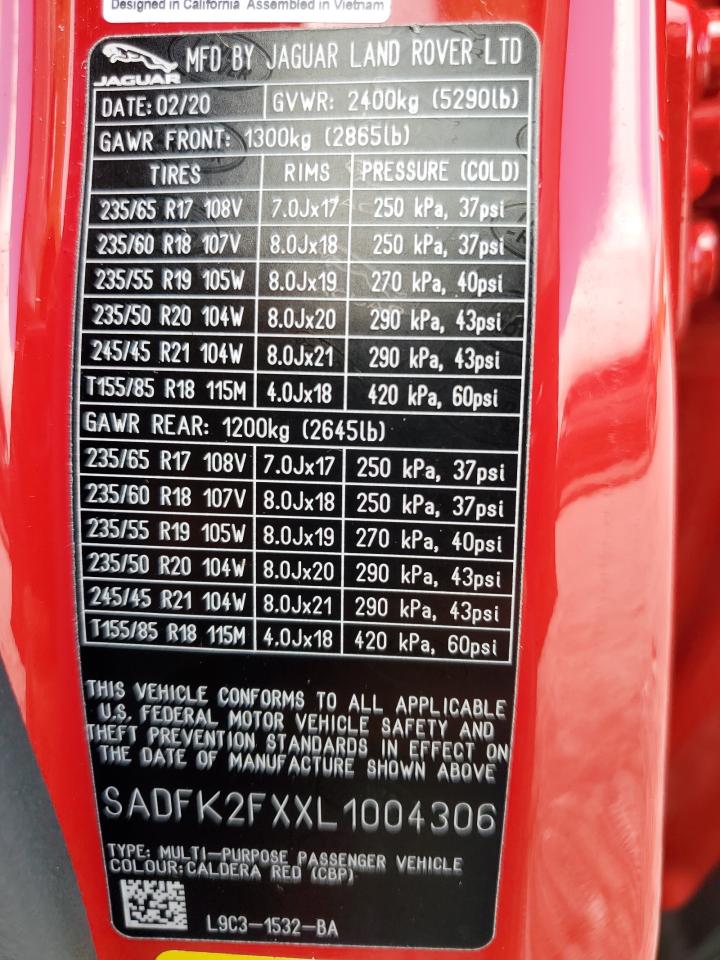 Designed in California Assembled in Vietnam
JAGUAR MFD BY JAGUAR LAND ROVER LTD
DATE: 02/20 GVWR: 2400kg (5290lb)
GAWR FRONT: 1300kg (2865lb)
TIRES RIMS PRESSURE (COLD)
235/65 R17 108V 7.0Jx17 250 kPa, 37psi
235/60 R18 107V 8.0Jx18 250 kPa, 37psi
235/55 R19 105W 8.0Jx19 270 kPa, 40psi
235/50 R20 104W 8.0Jx20 290 kPa, 43psi
245/45 R21 104W 8.0Jx21 290 kPa, 43psi
T155/85 R18 115M 4.0Jx18 420 kPa, 60psi
GAWR REAR: 1200kg (2645lb)
235/65 R17 108V 7.0Jx17 250 kPa, 37psi
235/60 R18 107V 8.0Jx18 250 kPa, 37psi
235/55 R19 105W 8.0Jx19 270 kPa, 40psi
235/50 R20 104W 8.0Jx20 290 kPa, 43psi
245/45 R21 104W 8.0Jx21 290 kPa, 43psi
T155/85 R18 115M 4.0Jx18 420 kPa, 60psi
THIS VEHICLE CONFORMS TO ALL APPLICABLE
U.S. FEDERAL MOTOR VEHICLE SAFETY AND
THEFT PREVENTION STANDARDS IN EFFECT ON
THE DATE OF MANUFACTURE SHOWN ABOVE
SADFK2FXXL1004306
TYPE: MULTI-PURPOSE PASSENGER VEHICLE
COLOUR:CALDERA RED (CBP)
L9C3-1532-BA